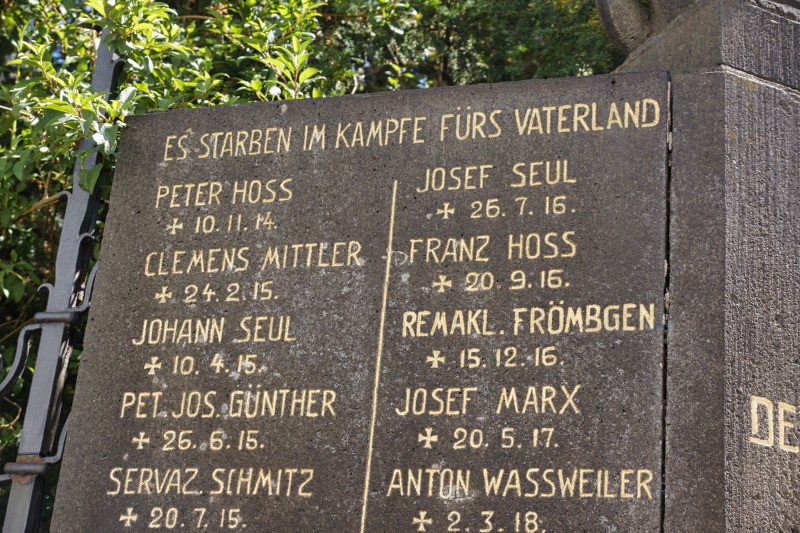 ES STARBEN IM KAMPFE FÜRS VATERLAND
PETER HOSS
✠ 10.11.14.
CLEMENS MITTLER
✠ 24.2.15.
JOHANN SEUL
✠ 10.4.15.
PET. JOS. GÜNTHER
✠ 26.6.15.
SERVAZ. SCHMITZ
✠ 20.7.15.
JOSEF SEUL
✠ 26.7.16.
FRANZ HOSS
✠ 20.9.16.
REMAKL. FRÖMBGEN
✠ 15.12.16.
JOSEF MARX
✠ 20.5.17.
ANTON WASSWEILER
✠ 2.3.18.
DE